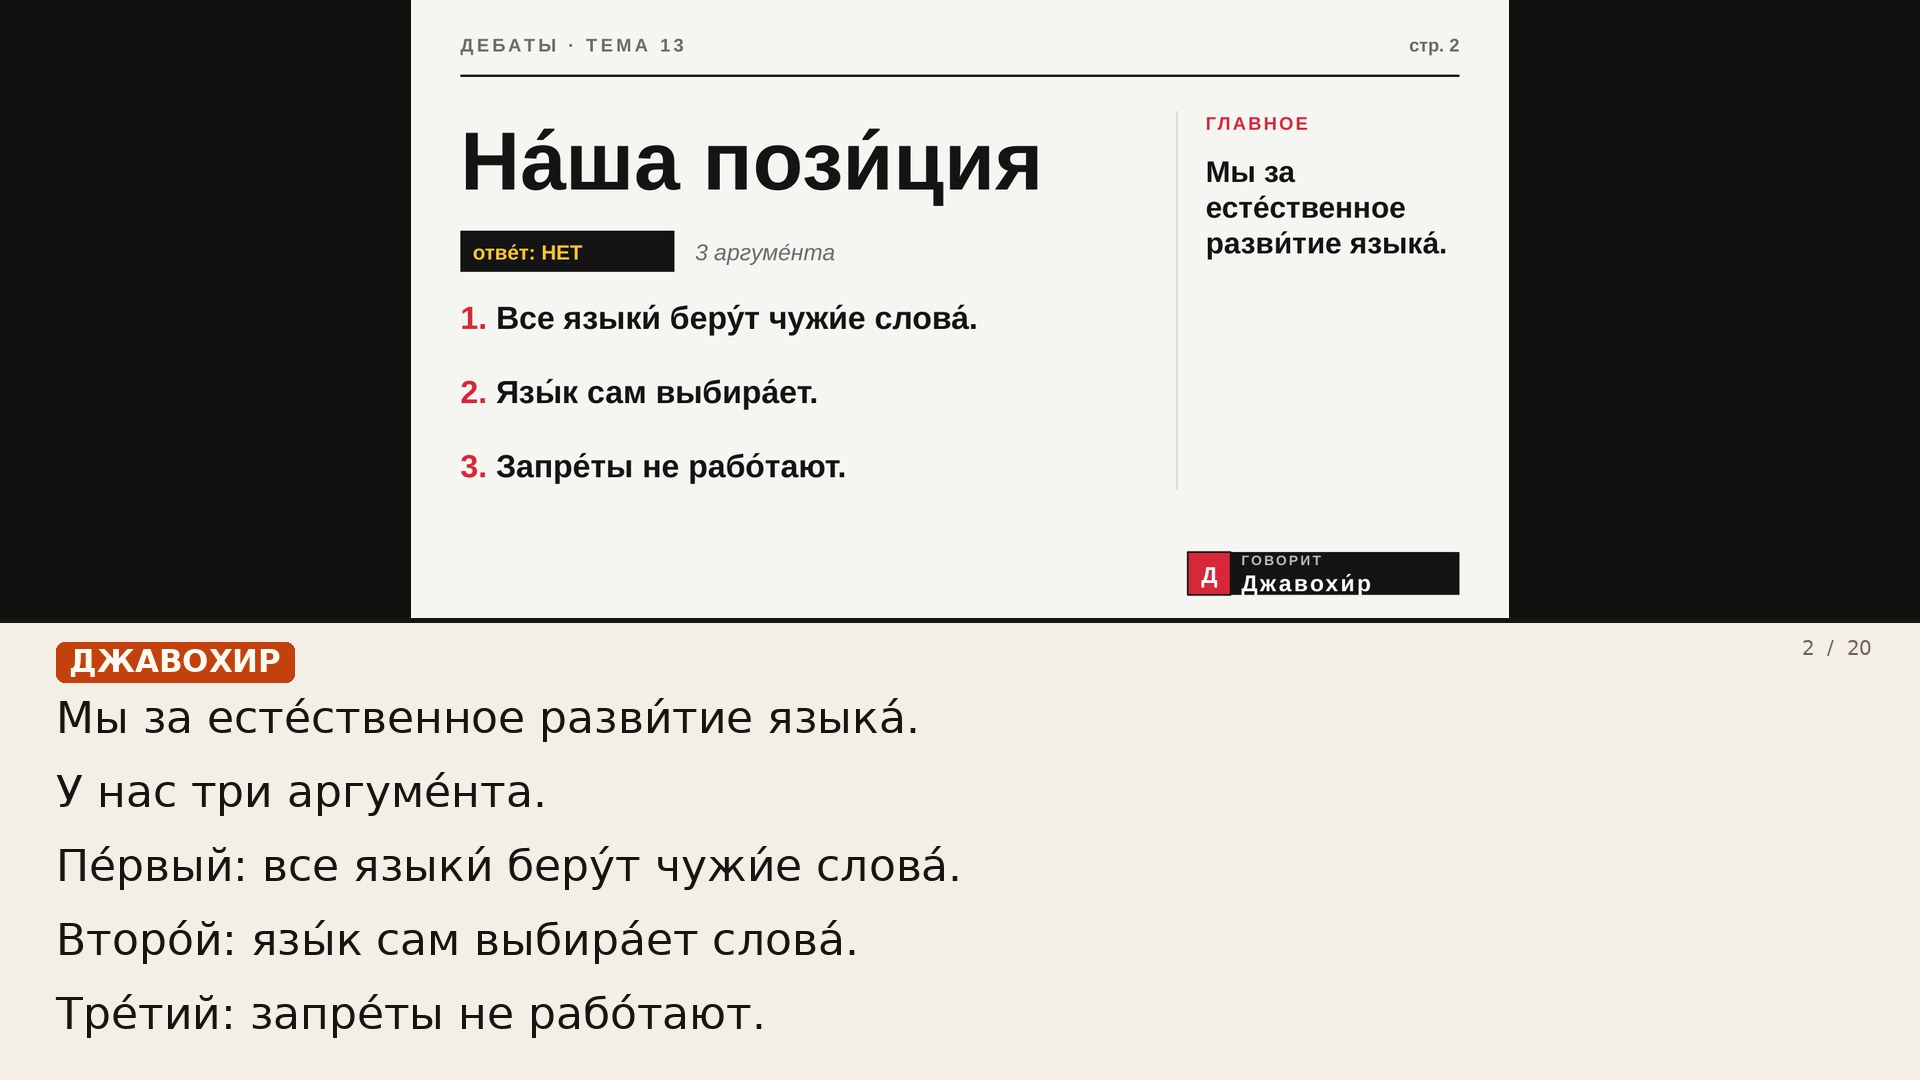 ДЕБАТЫ · ТЕМА 13
стр. 2
На́ша пози́ция
отве́т: НЕТ
3 аргуме́нта
1. Все языки́ беру́т чужи́е слова́.
2. Язы́к сам выбира́ет.
3. Запре́ты не рабо́тают.
ГЛАВНОЕ
Мы за
есте́ственное
разви́тие языка́.
Д
ГОВОРИТ
Джавохи́р
ДЖАВОХИР
2 / 20
Мы за есте́ственное разви́тие языка́.
У нас три аргуме́нта.
Пе́рвый: все языки́ беру́т чужи́е слова́.
Второ́й: язы́к сам выбира́ет слова́.
Тре́тий: запре́ты не рабо́тают.